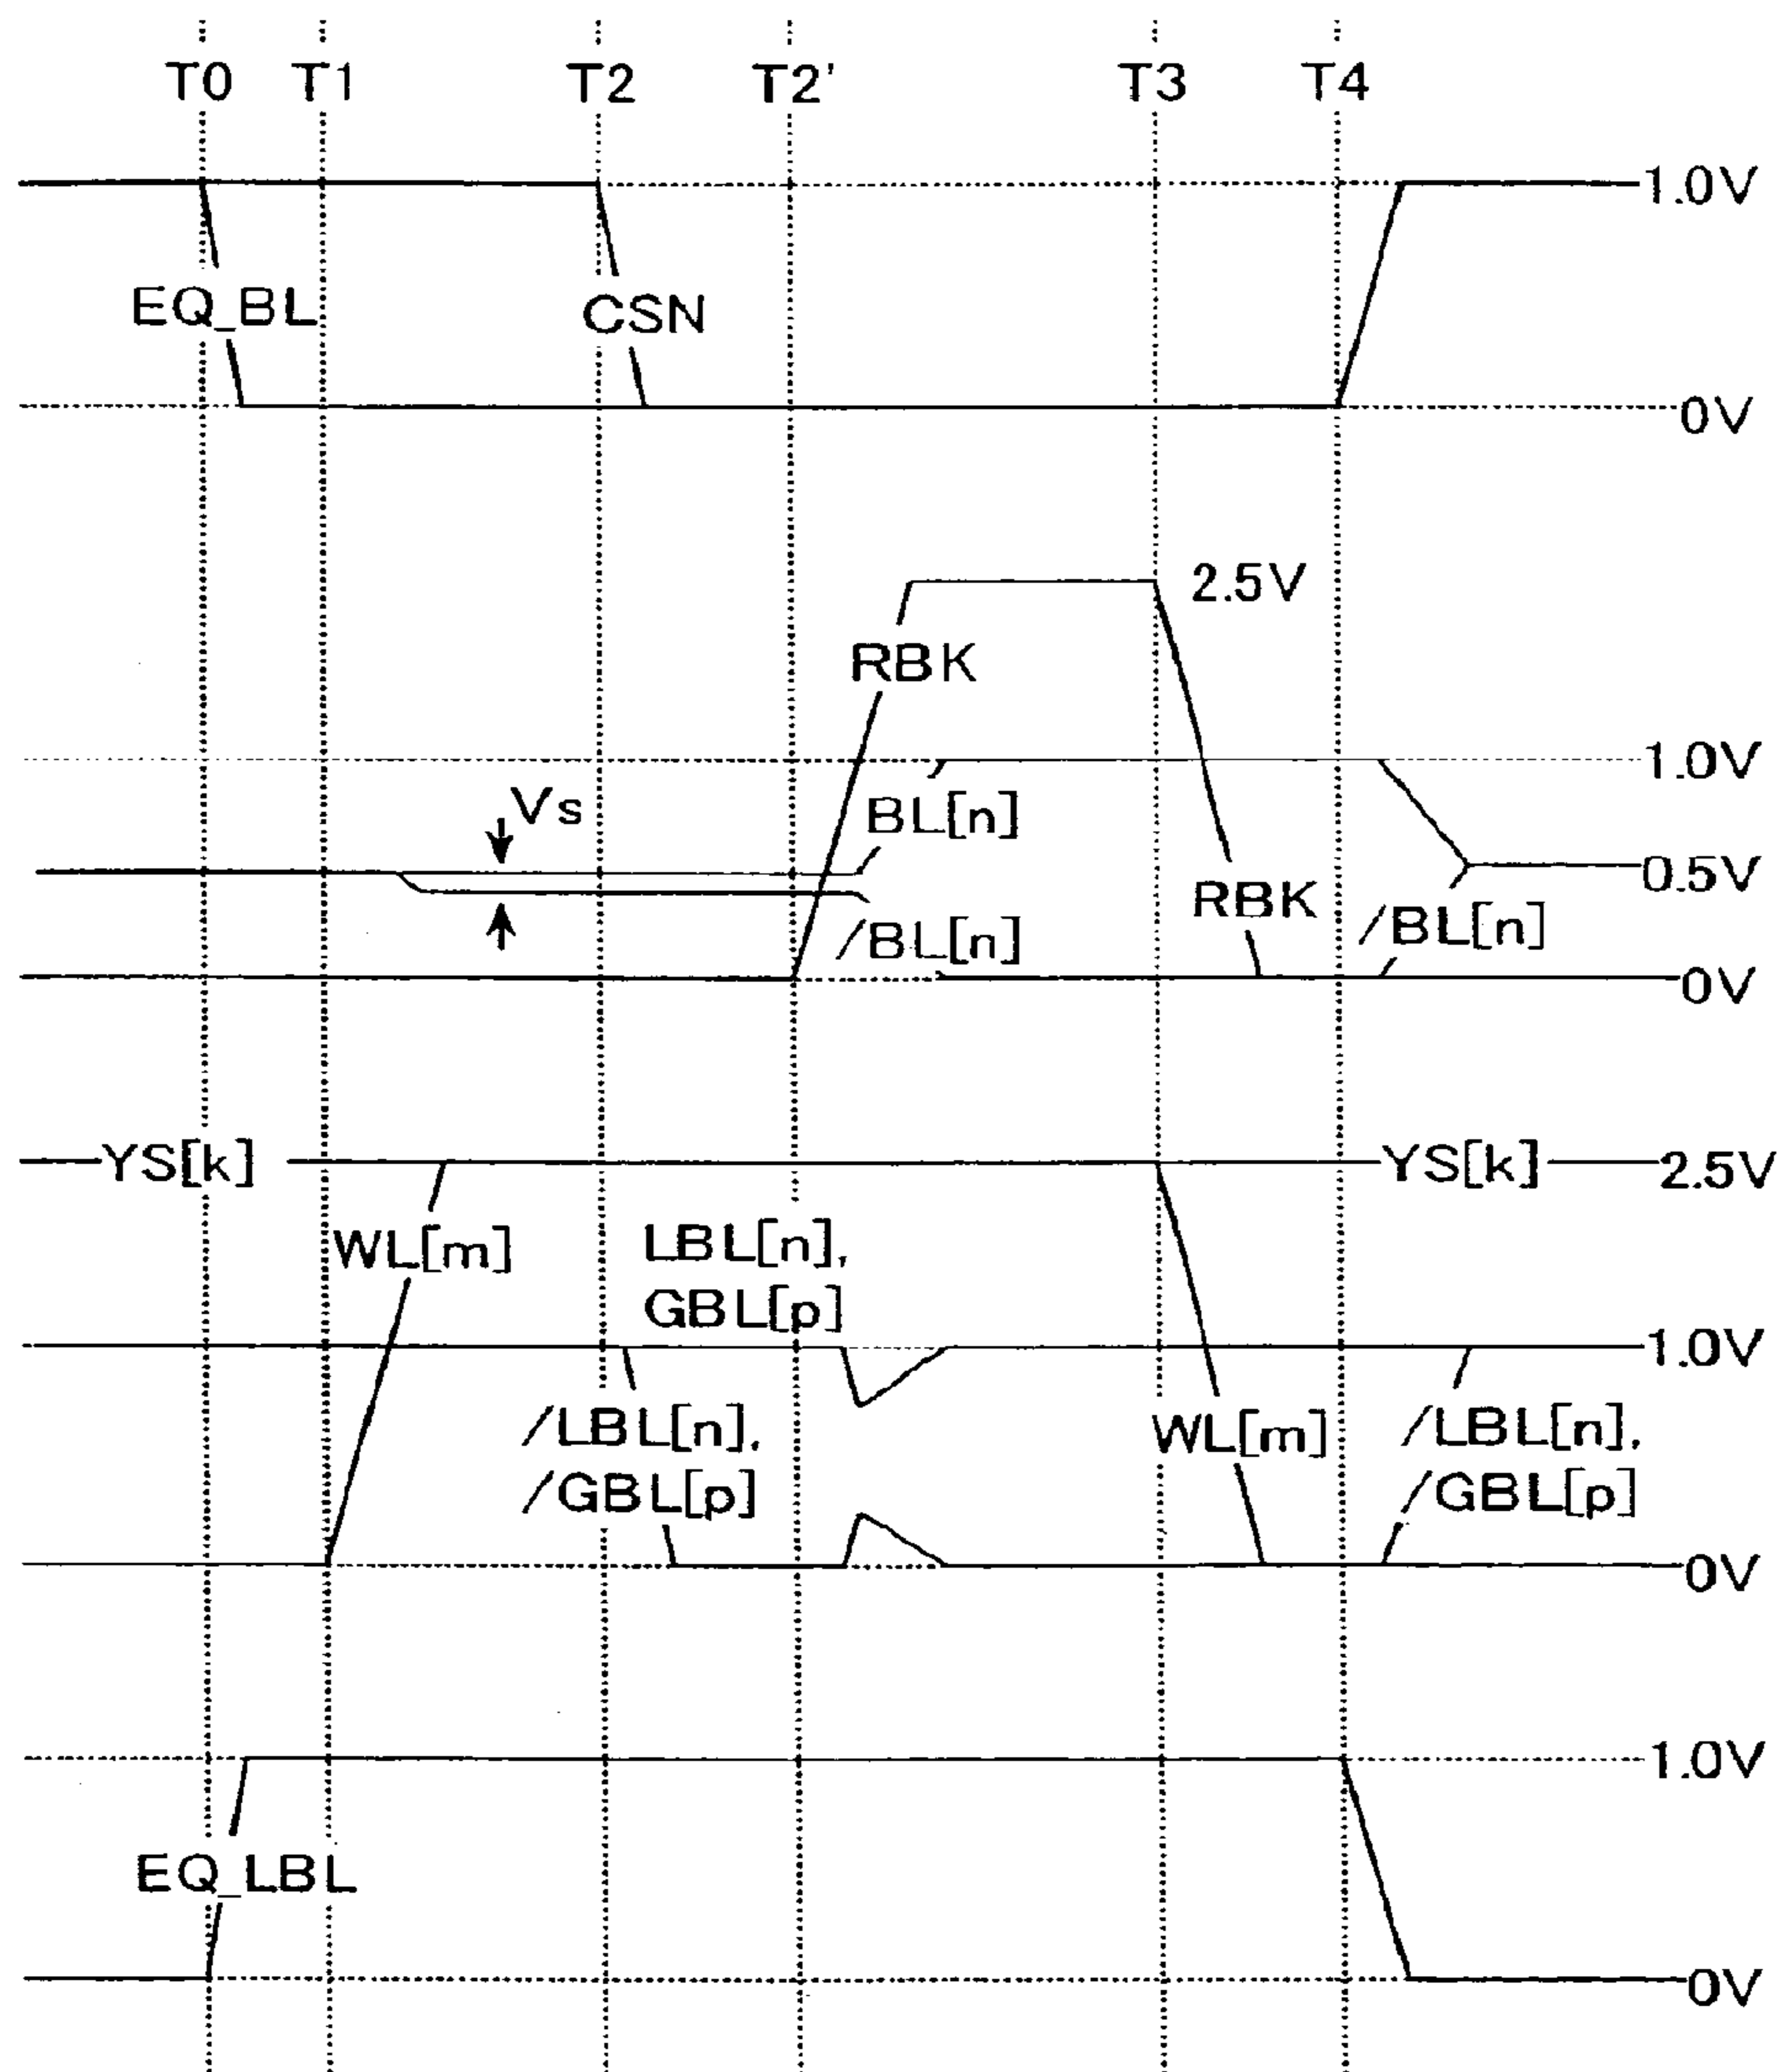 T0 T1 T2 T2' T3 T4
1.0V
EQ_BL CSN
0V
2.5V
RBK
1.0V
Vs
BL[n]
0.5V
RBK
/BL[n]
/BL[n]
0V
YS[k] YS[k] 2.5V
WL[m]
LBL[n],
GBL[p]
1.0V
/LBL[n],
/GBL[p]
WL[m]
/LBL[n],
/GBL[p]
0V
1.0V
EQ_LBL
0V